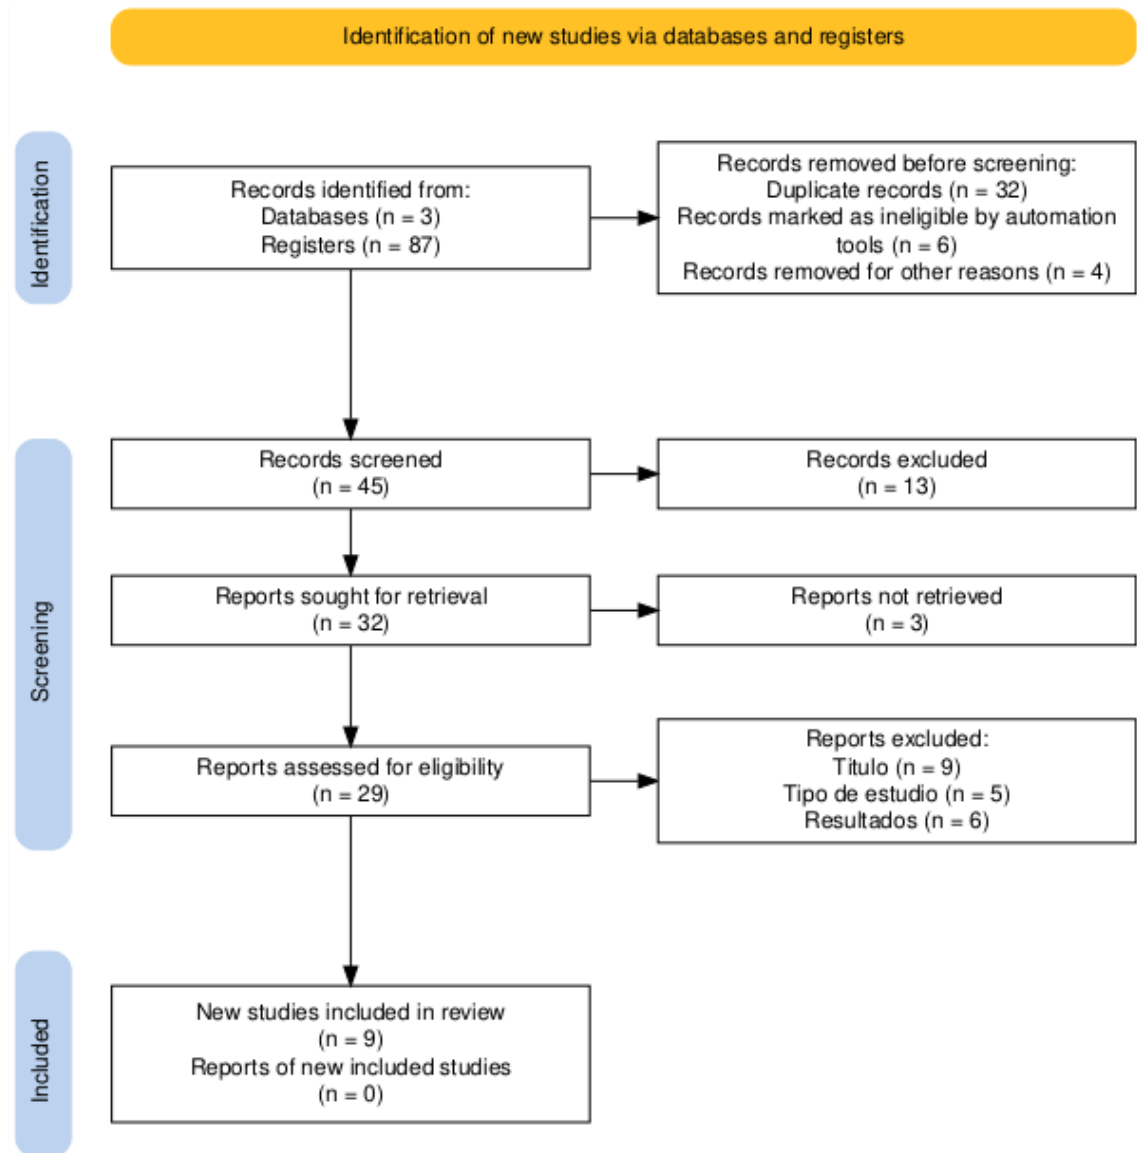 Identification of new studies via databases and registers
Identification
Records identified from:
Databases (n = 3)
Registers (n = 87)
Records removed before screening:
Duplicate records (n = 32)
Records marked as ineligible by automation
tools (n = 6)
Records removed for other reasons (n = 4)
Screening
Records screened
(n = 45)
Records excluded
(n = 13)
Reports sought for retrieval
(n = 32)
Reports not retrieved
(n = 3)
Reports assessed for eligibility
(n = 29)
Reports excluded:
Titulo (n = 9)
Tipo de estudio (n = 5)
Resultados (n = 6)
Included
New studies included in review
(n = 9)
Reports of new included studies
(n = 0)